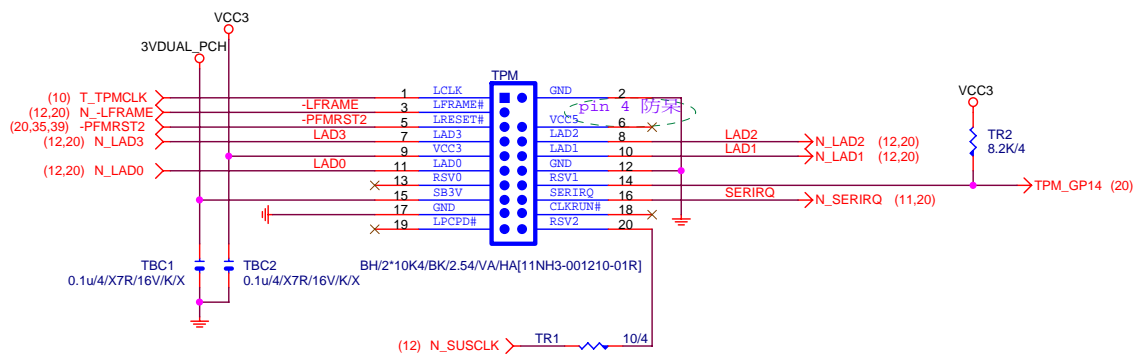 VCC3
3VDUAL_PCH
TPM
(10) T_TPMCLK 1 LCLK GND 2
(12,20) N_-LFRAME -LFRAME 3 LFRAME# pin 4 防呆
(20,35,39) -PFMRST2 -PFMRST2 5 LRESET# VCC5 6
(12,20) N_LAD3 LAD3 7 LAD3 LAD2 8 LAD2 N_LAD2 (12,20)
9 VCC3 LAD1 10 LAD1 N_LAD1 (12,20)
(12,20) N_LAD0 LAD0 11 LAD0 GND 12
13 RSV0 RSV1 14 TPM_GP14 (20)
15 SB3V SERIRQ 16 SERIRQ N_SERIRQ (11,20)
17 GND CLKRUN# 18
19 LPCPD# RSV2 20
VCC3
TR2
8.2K/4
TBC1
0.1u/4/X7R/16V/K/X
TBC2
0.1u/4/X7R/16V/K/X
BH/2*10K4/BK/2.54/VA/HA[11NH3-001210-01R]
(12) N_SUSCLK TR1 10/4